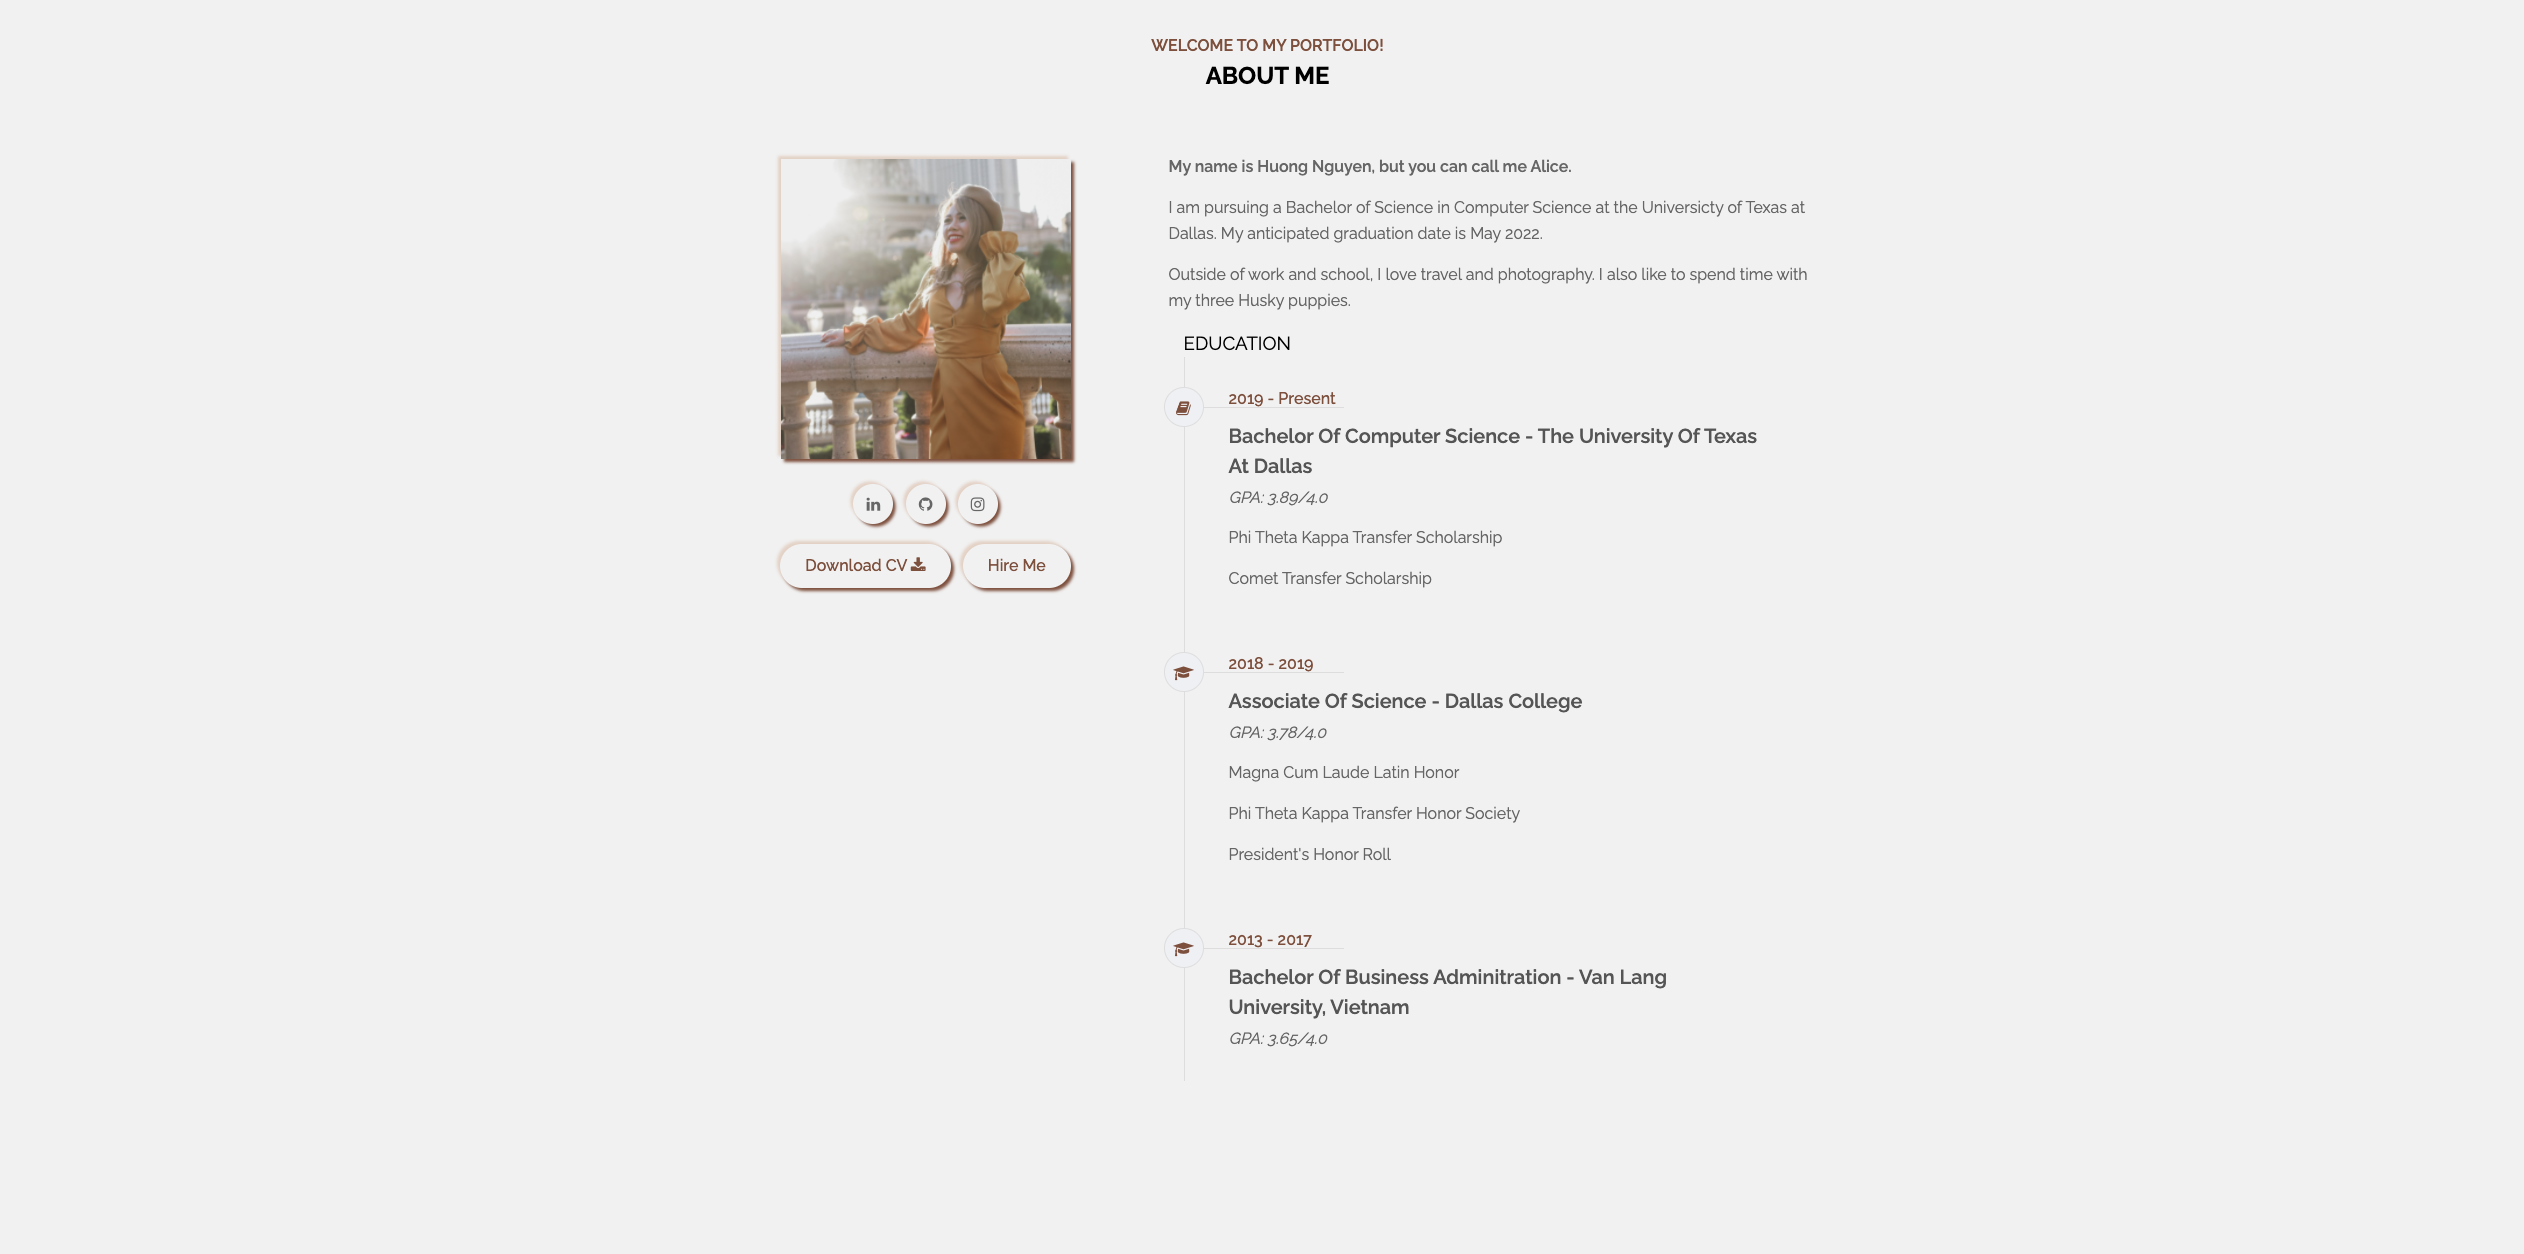 WELCOME TO MY PORTFOLIO!
ABOUT ME
My name is Huong Nguyen, but you can call me Alice.
I am pursuing a Bachelor of Science in Computer Science at the Universicty of Texas at
Dallas. My anticipated graduation date is May 2022.
Outside of work and school, I love travel and photography. I also like to spend time with
my three Husky puppies.
Download CV
Hire Me
EDUCATION
2019 - Present
Bachelor Of Computer Science - The University Of Texas
At Dallas
GPA: 3.89/4.0
Phi Theta Kappa Transfer Scholarship
Comet Transfer Scholarship
2018 - 2019
Associate Of Science - Dallas College
GPA: 3.78/4.0
Magna Cum Laude Latin Honor
Phi Theta Kappa Transfer Honor Society
President's Honor Roll
2013 - 2017
Bachelor Of Business Adminitration - Van Lang
University, Vietnam
GPA: 3.65/4.0